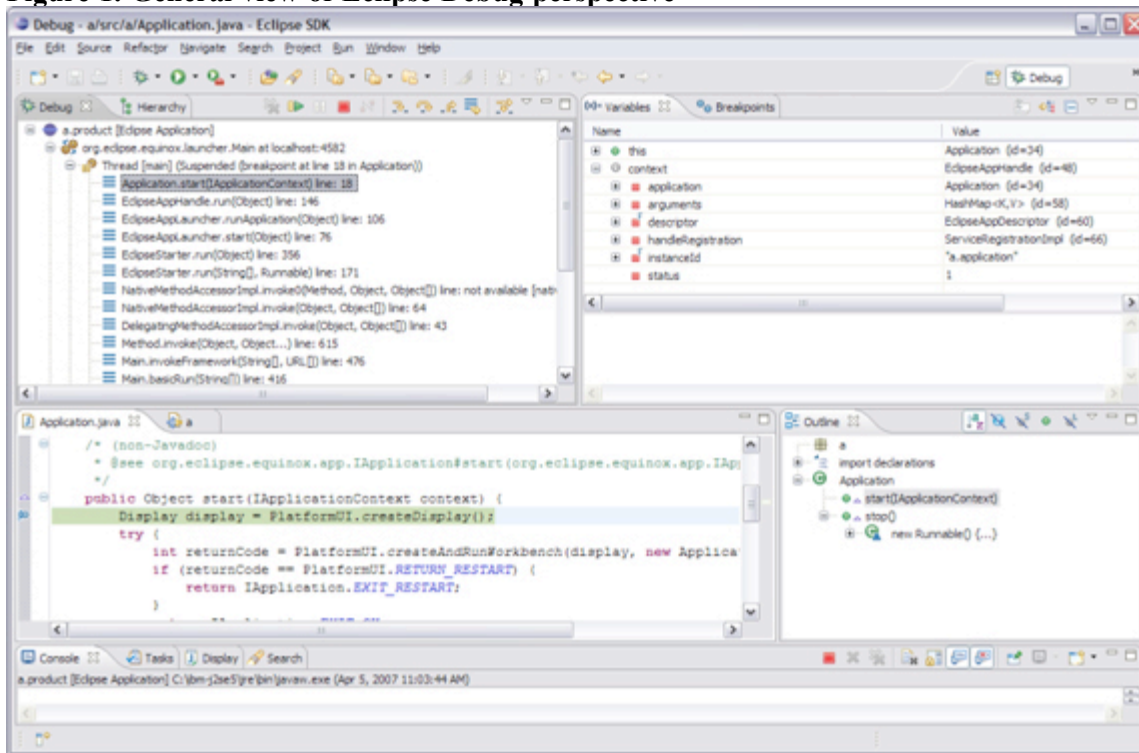 Figure 1. General view of Eclipse Debug perspective
Debug - a/src/a/Application.java - Eclipse SDK
File Edit Source Refactor Navigate Search Project Run Window Help
Debug
Debug Hierarchy
a.product [Eclipse Application]
org.eclipse.equinox.launcher.Main at localhost:4582
Thread [main] (Suspended (breakpoint at line 18 in Application))
Application.start(IApplicationContext) line: 18
EclipseAppHandle.run(Object) line: 146
EclipseAppLauncher.runApplication(Object) line: 106
EclipseAppLauncher.start(Object) line: 76
EclipseStarter.run(Object) line: 356
EclipseStarter.run(String[], Runnable) line: 171
NativeMethodAccessorImpl.invoke0(Method, Object, Object[]) line: not available [nativ
NativeMethodAccessorImpl.invoke(Object, Object[]) line: 64
DelegatingMethodAccessorImpl.invoke(Object, Object[]) line: 43
Method.invoke(Object, Object...) line: 615
Main.invokeFramework(String[], URL[]) line: 476
Main.basicRun(String[]) line: 416
(x)= Variables Breakpoints
Name Value
this Application (id=34)
context EclipseAppHandle (id=48)
application Application (id=34)
arguments HashMap<K,V> (id=58)
descriptor EclipseAppDescriptor (id=60)
handleRegistration ServiceRegistrationImpl (id=66)
instanceId "a.application"
status 1
Application.java a
/* (non-Javadoc)
* @see org.eclipse.equinox.app.IApplication#start(org.eclipse.equinox.app.IApp
*/
public Object start(IApplicationContext context) {
Display display = PlatformUI.createDisplay();
try {
int returnCode = PlatformUI.createAndRunWorkbench(display, new Applica
if (returnCode == PlatformUI.RETURN_RESTART) {
return IApplication.EXIT_RESTART;
}
Outline
a
import declarations
Application
start(IApplicationContext)
stop()
new Runnable() {...}
Console Tasks Display Search
a.product [Eclipse Application] C:\ibm-j2se5\jre\bin\javaw.exe (Apr 5, 2007 11:03:44 AM)